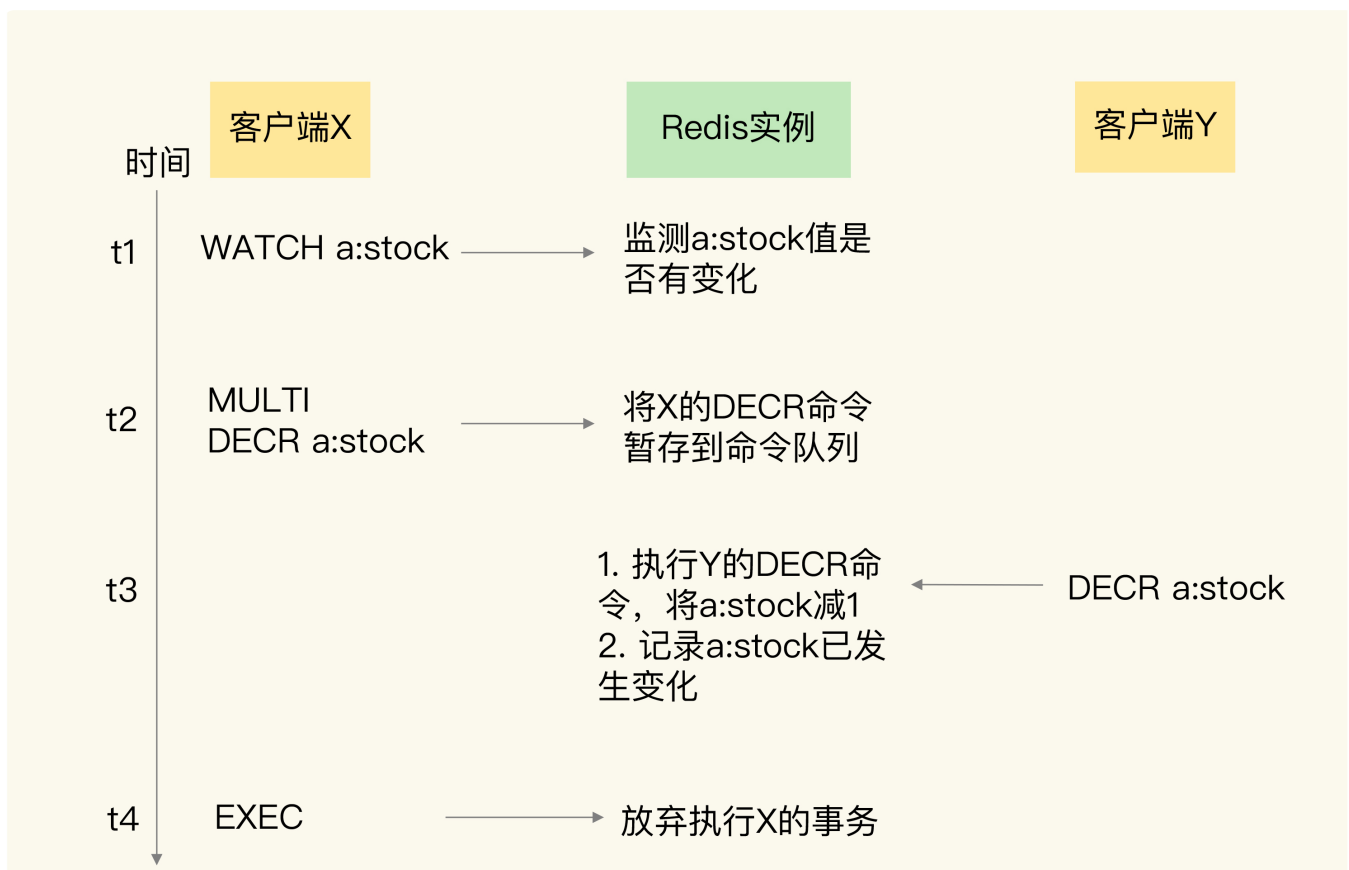 客户端X
Redis实例
客户端Y
时间
t1
WATCH a:stock
监测a:stock值是
否有变化
t2
MULTI
DECR a:stock
将X的DECR命令
暂存到命令队列
t3
1. 执行Y的DECR命
令，将a:stock减1
2. 记录a:stock已发
生变化
DECR a:stock
t4
EXEC
放弃执行X的事务